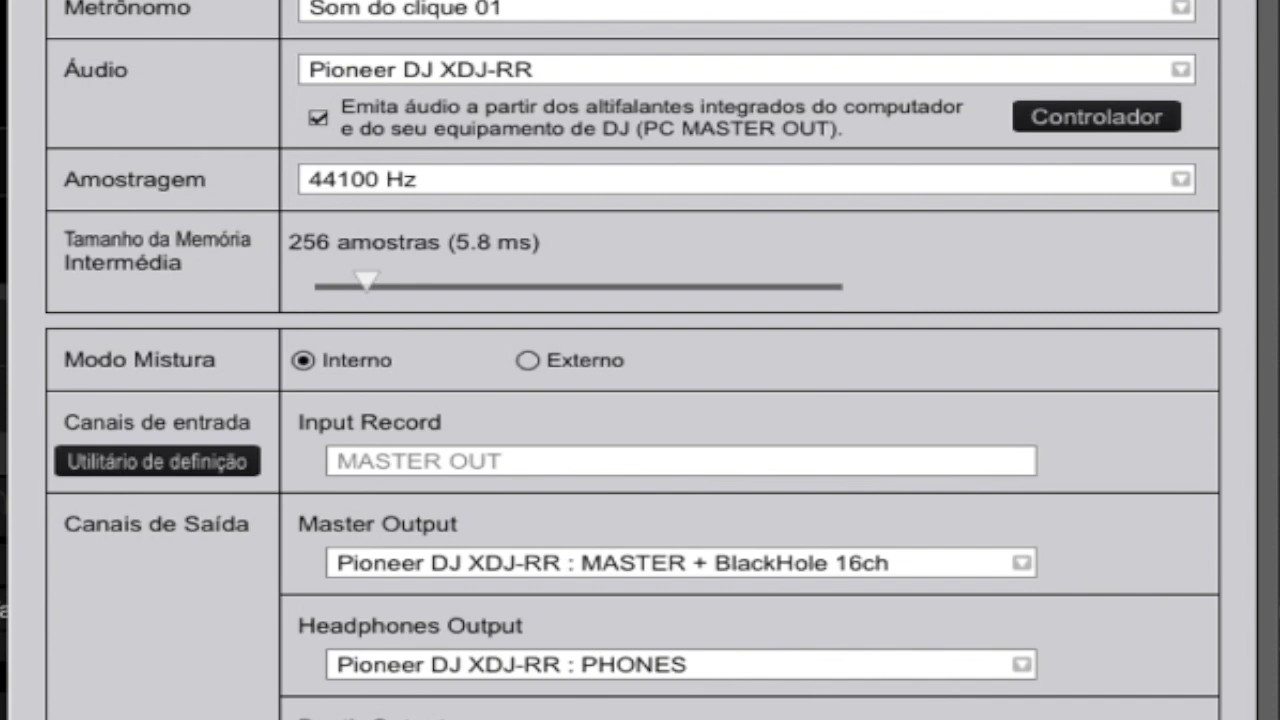 Metrônomo
Som do clique 01
Áudio
Pioneer DJ XDJ-RR
Emita áudio a partir dos altifalantes integrados do computador
e do seu equipamento de DJ (PC MASTER OUT).
Controlador
Amostragem
44100 Hz
Tamanho da Memória
Intermédia
256 amostras (5.8 ms)
Modo Mistura
Interno
Externo
Canais de entrada
Utilitário de definição
Input Record
MASTER OUT
Canais de Saída
Master Output
Pioneer DJ XDJ-RR : MASTER + BlackHole 16ch
Headphones Output
Pioneer DJ XDJ-RR : PHONES